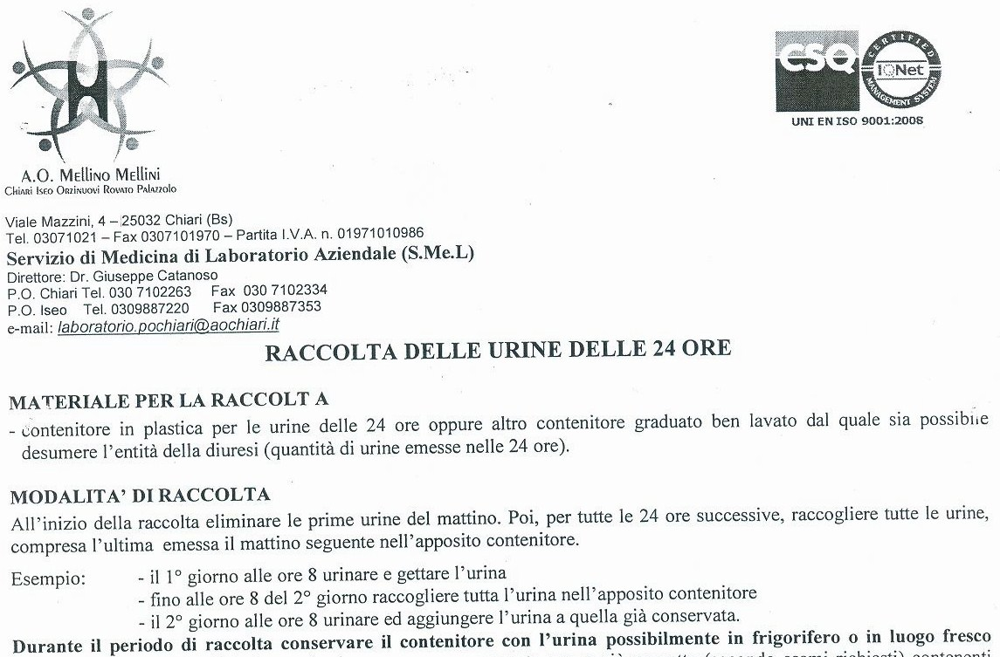 CSQ
CERTIFIED
IQNet
MANAGEMENT SYSTEM
UNI EN ISO 9001:2008
A.O. Mellino Mellini
Chiari Iseo Orzinuovi Rovato Palazzolo
Viale Mazzini, 4 – 25032 Chiari (Bs)
Tel. 03071021 – Fax 0307101970 – Partita I.V.A. n. 01971010986
Servizio di Medicina di Laboratorio Aziendale (S.Me.L)
Direttore: Dr. Giuseppe Catanoso
P.O. Chiari Tel. 030 7102263 Fax 030 7102334
P.O. Iseo Tel. 0309887220 Fax 0309887353
e-mail: laboratorio.pochiari@aochiari.it
RACCOLTA DELLE URINE DELLE 24 ORE
MATERIALE PER LA RACCOLT A
- contenitore in plastica per le urine delle 24 ore oppure altro contenitore graduato ben lavato dal quale sia possibile
desumere l'entità della diuresi (quantità di urine emesse nelle 24 ore).
MODALITA' DI RACCOLTA
All'inizio della raccolta eliminare le prime urine del mattino. Poi, per tutte le 24 ore successive, raccogliere tutte le urine,
compresa l'ultima emessa il mattino seguente nell'apposito contenitore.
Esempio: - il 1° giorno alle ore 8 urinare e gettare l'urina
- fino alle ore 8 del 2° giorno raccogliere tutta l'urina nell'apposito contenitore
- il 2° giorno alle ore 8 urinare ed aggiungere l'urina a quella già conservata.
Durante il periodo di raccolta conservare il contenitore con l'urina possibilmente in frigorifero o in luogo fresco